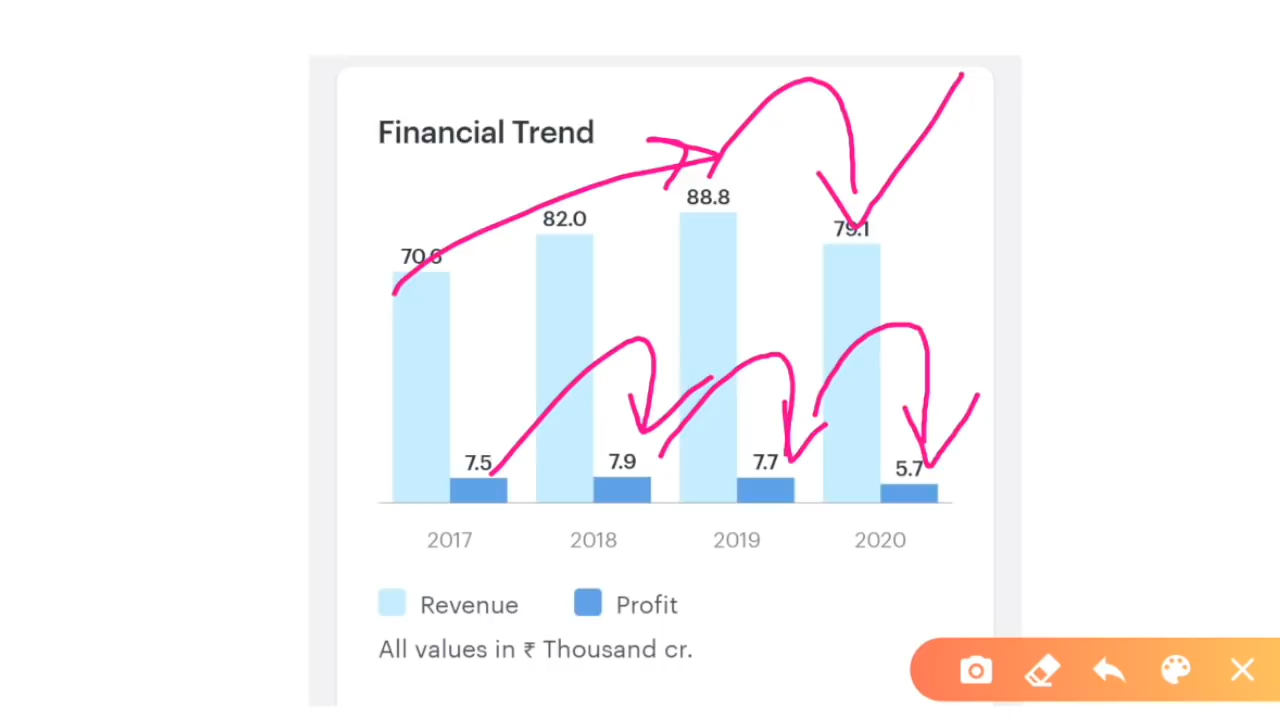 Financial Trend
88.8
82.0
79.1
70.6
7.5 7.9 7.7 5.7
2017 2018 2019 2020
Revenue Profit
All values in ₹ Thousand cr.